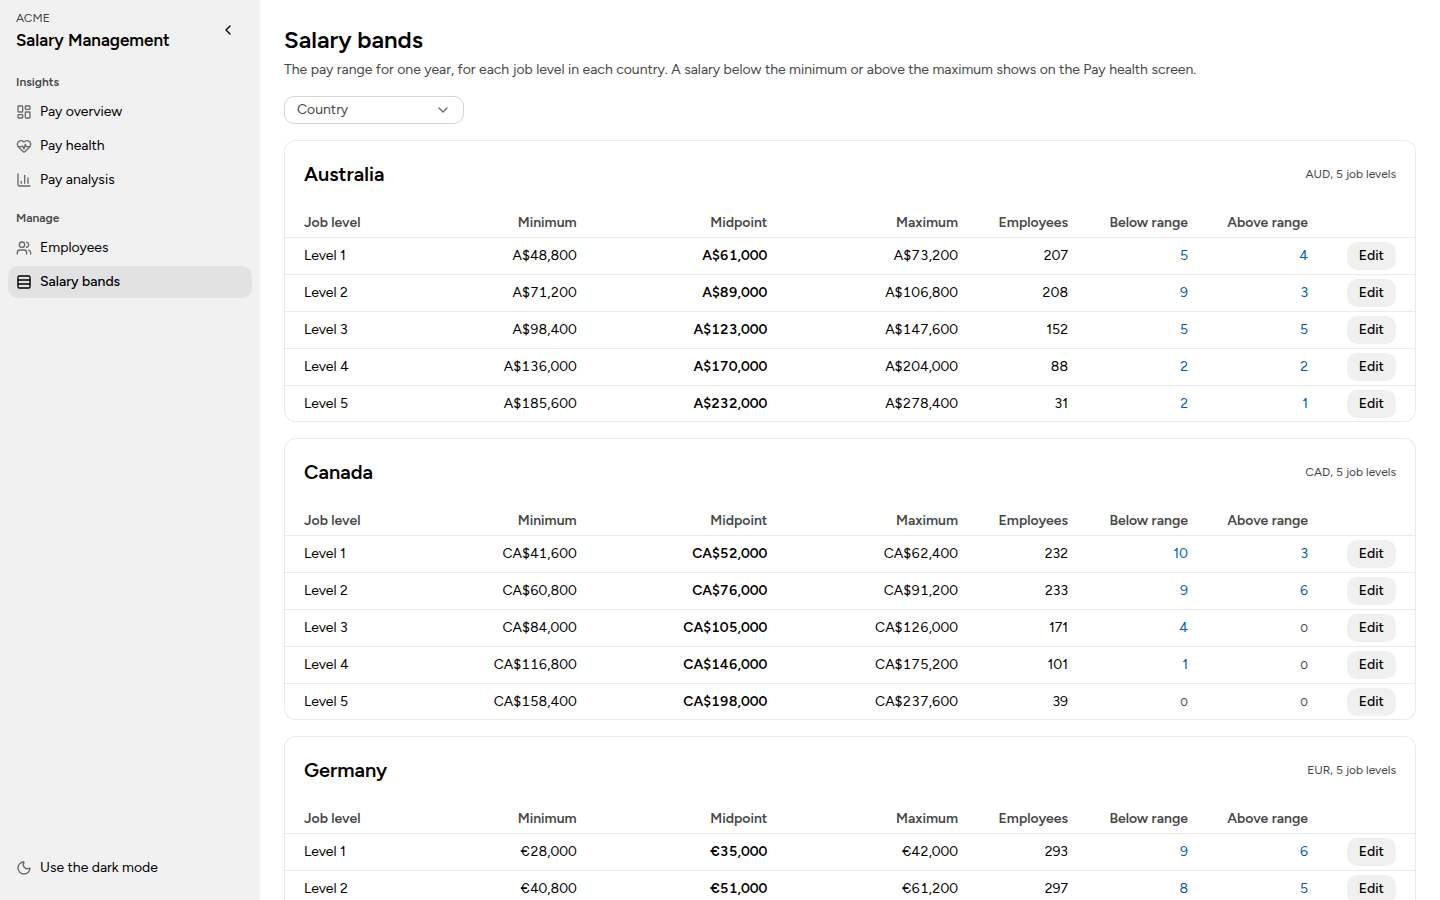 ACME
Salary Management
Insights
Pay overview
Pay health
Pay analysis
Manage
Employees
Salary bands
Use the dark mode
Salary bands
The pay range for one year, for each job level in each country. A salary below the minimum or above the maximum shows on the Pay health screen.
Country
Australia AUD, 5 job levels
Job level Minimum Midpoint Maximum Employees Below range Above range
Level 1 A$48,800 A$61,000 A$73,200 207 5 4 Edit
Level 2 A$71,200 A$89,000 A$106,800 208 9 3 Edit
Level 3 A$98,400 A$123,000 A$147,600 152 5 5 Edit
Level 4 A$136,000 A$170,000 A$204,000 88 2 2 Edit
Level 5 A$185,600 A$232,000 A$278,400 31 2 1 Edit
Canada CAD, 5 job levels
Job level Minimum Midpoint Maximum Employees Below range Above range
Level 1 CA$41,600 CA$52,000 CA$62,400 232 10 3 Edit
Level 2 CA$60,800 CA$76,000 CA$91,200 233 9 6 Edit
Level 3 CA$84,000 CA$105,000 CA$126,000 171 4 0 Edit
Level 4 CA$116,800 CA$146,000 CA$175,200 101 1 0 Edit
Level 5 CA$158,400 CA$198,000 CA$237,600 39 0 0 Edit
Germany EUR, 5 job levels
Job level Minimum Midpoint Maximum Employees Below range Above range
Level 1 €28,000 €35,000 €42,000 293 9 6 Edit
Level 2 €40,800 €51,000 €61,200 297 8 5 Edit